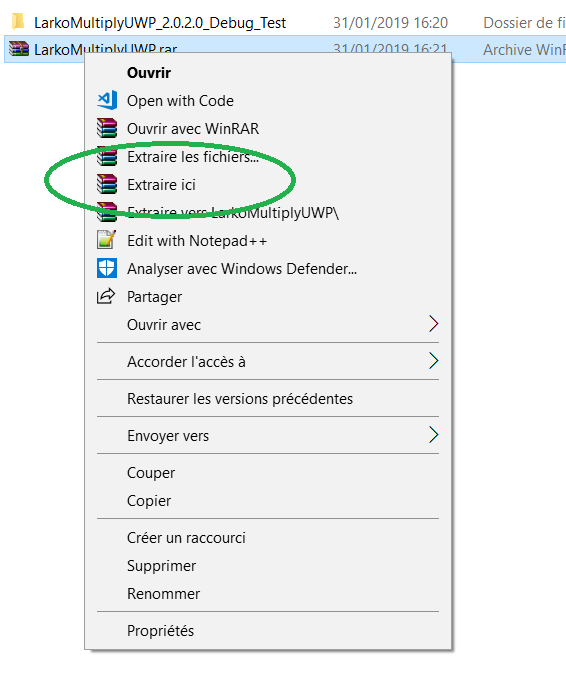 LarkoMultiplyUWP_2.0.2.0_Debug_Test 31/01/2019 16:20 Dossier de fi
LarkoMultiplyUWP.rar 31/01/2019 16:21 Archive WinR
Ouvrir
Open with Code
Ouvrir avec WinRAR
Extraire les fichiers...
Extraire ici
Extraire vers LarkoMultiplyUWP\
Edit with Notepad++
Analyser avec Windows Defender...
Partager
Ouvrir avec
Accorder l'accès à
Restaurer les versions précédentes
Envoyer vers
Couper
Copier
Créer un raccourci
Supprimer
Renommer
Propriétés